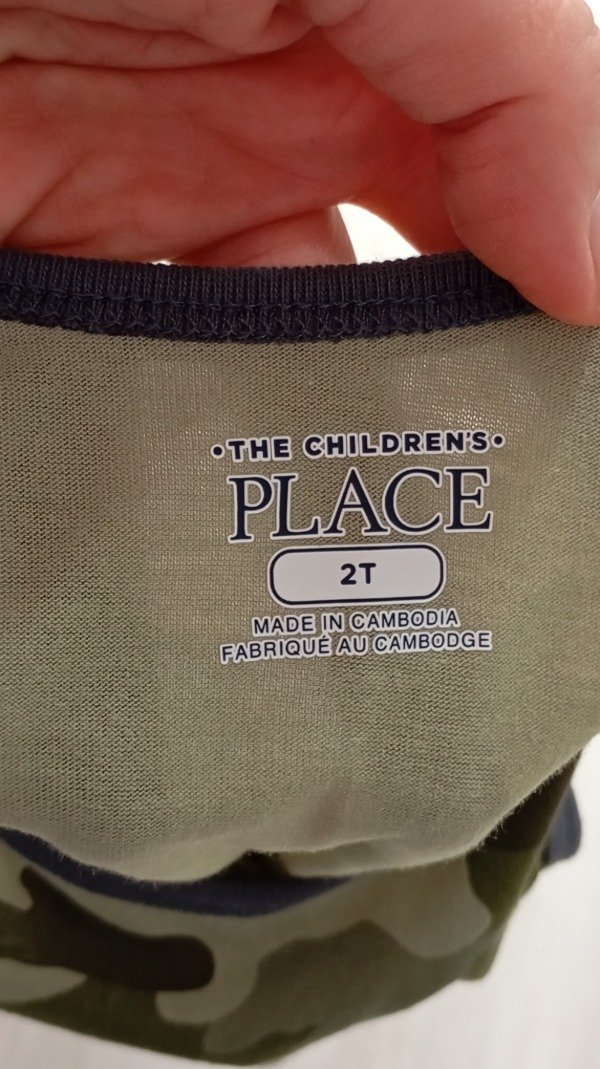 •THE CHILDREN'S•
PLACE
2T
MADE IN CAMBODIA
FABRIQUÉ AU CAMBODGE